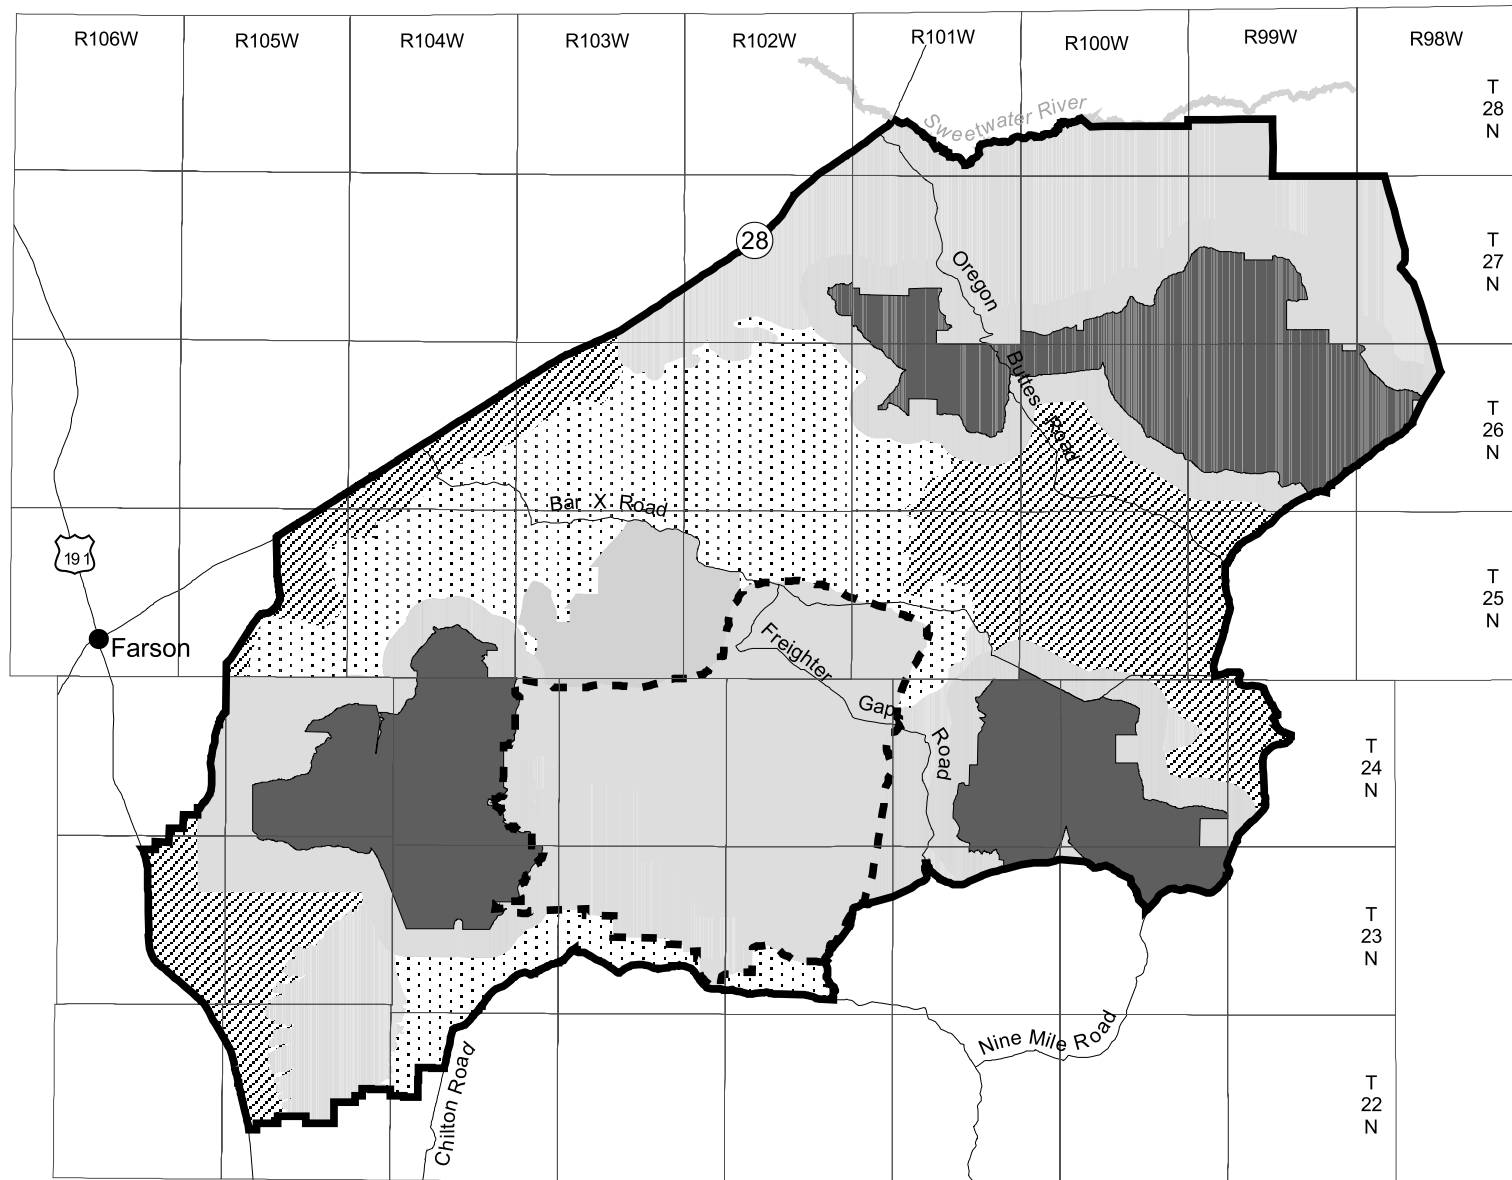 R106W R105W R104W R103W R102W R101W R100W R99W R98W
T
28
N
Sweetwater River
28
T
27
N
Oregon
Buttes Road
T
26
N
Bar X Road
191
T
25
N
Farson
Freighter
Gap
Road
T
24
N
T
23
N
Nine Mile Road
Chilton Road
T
22
N